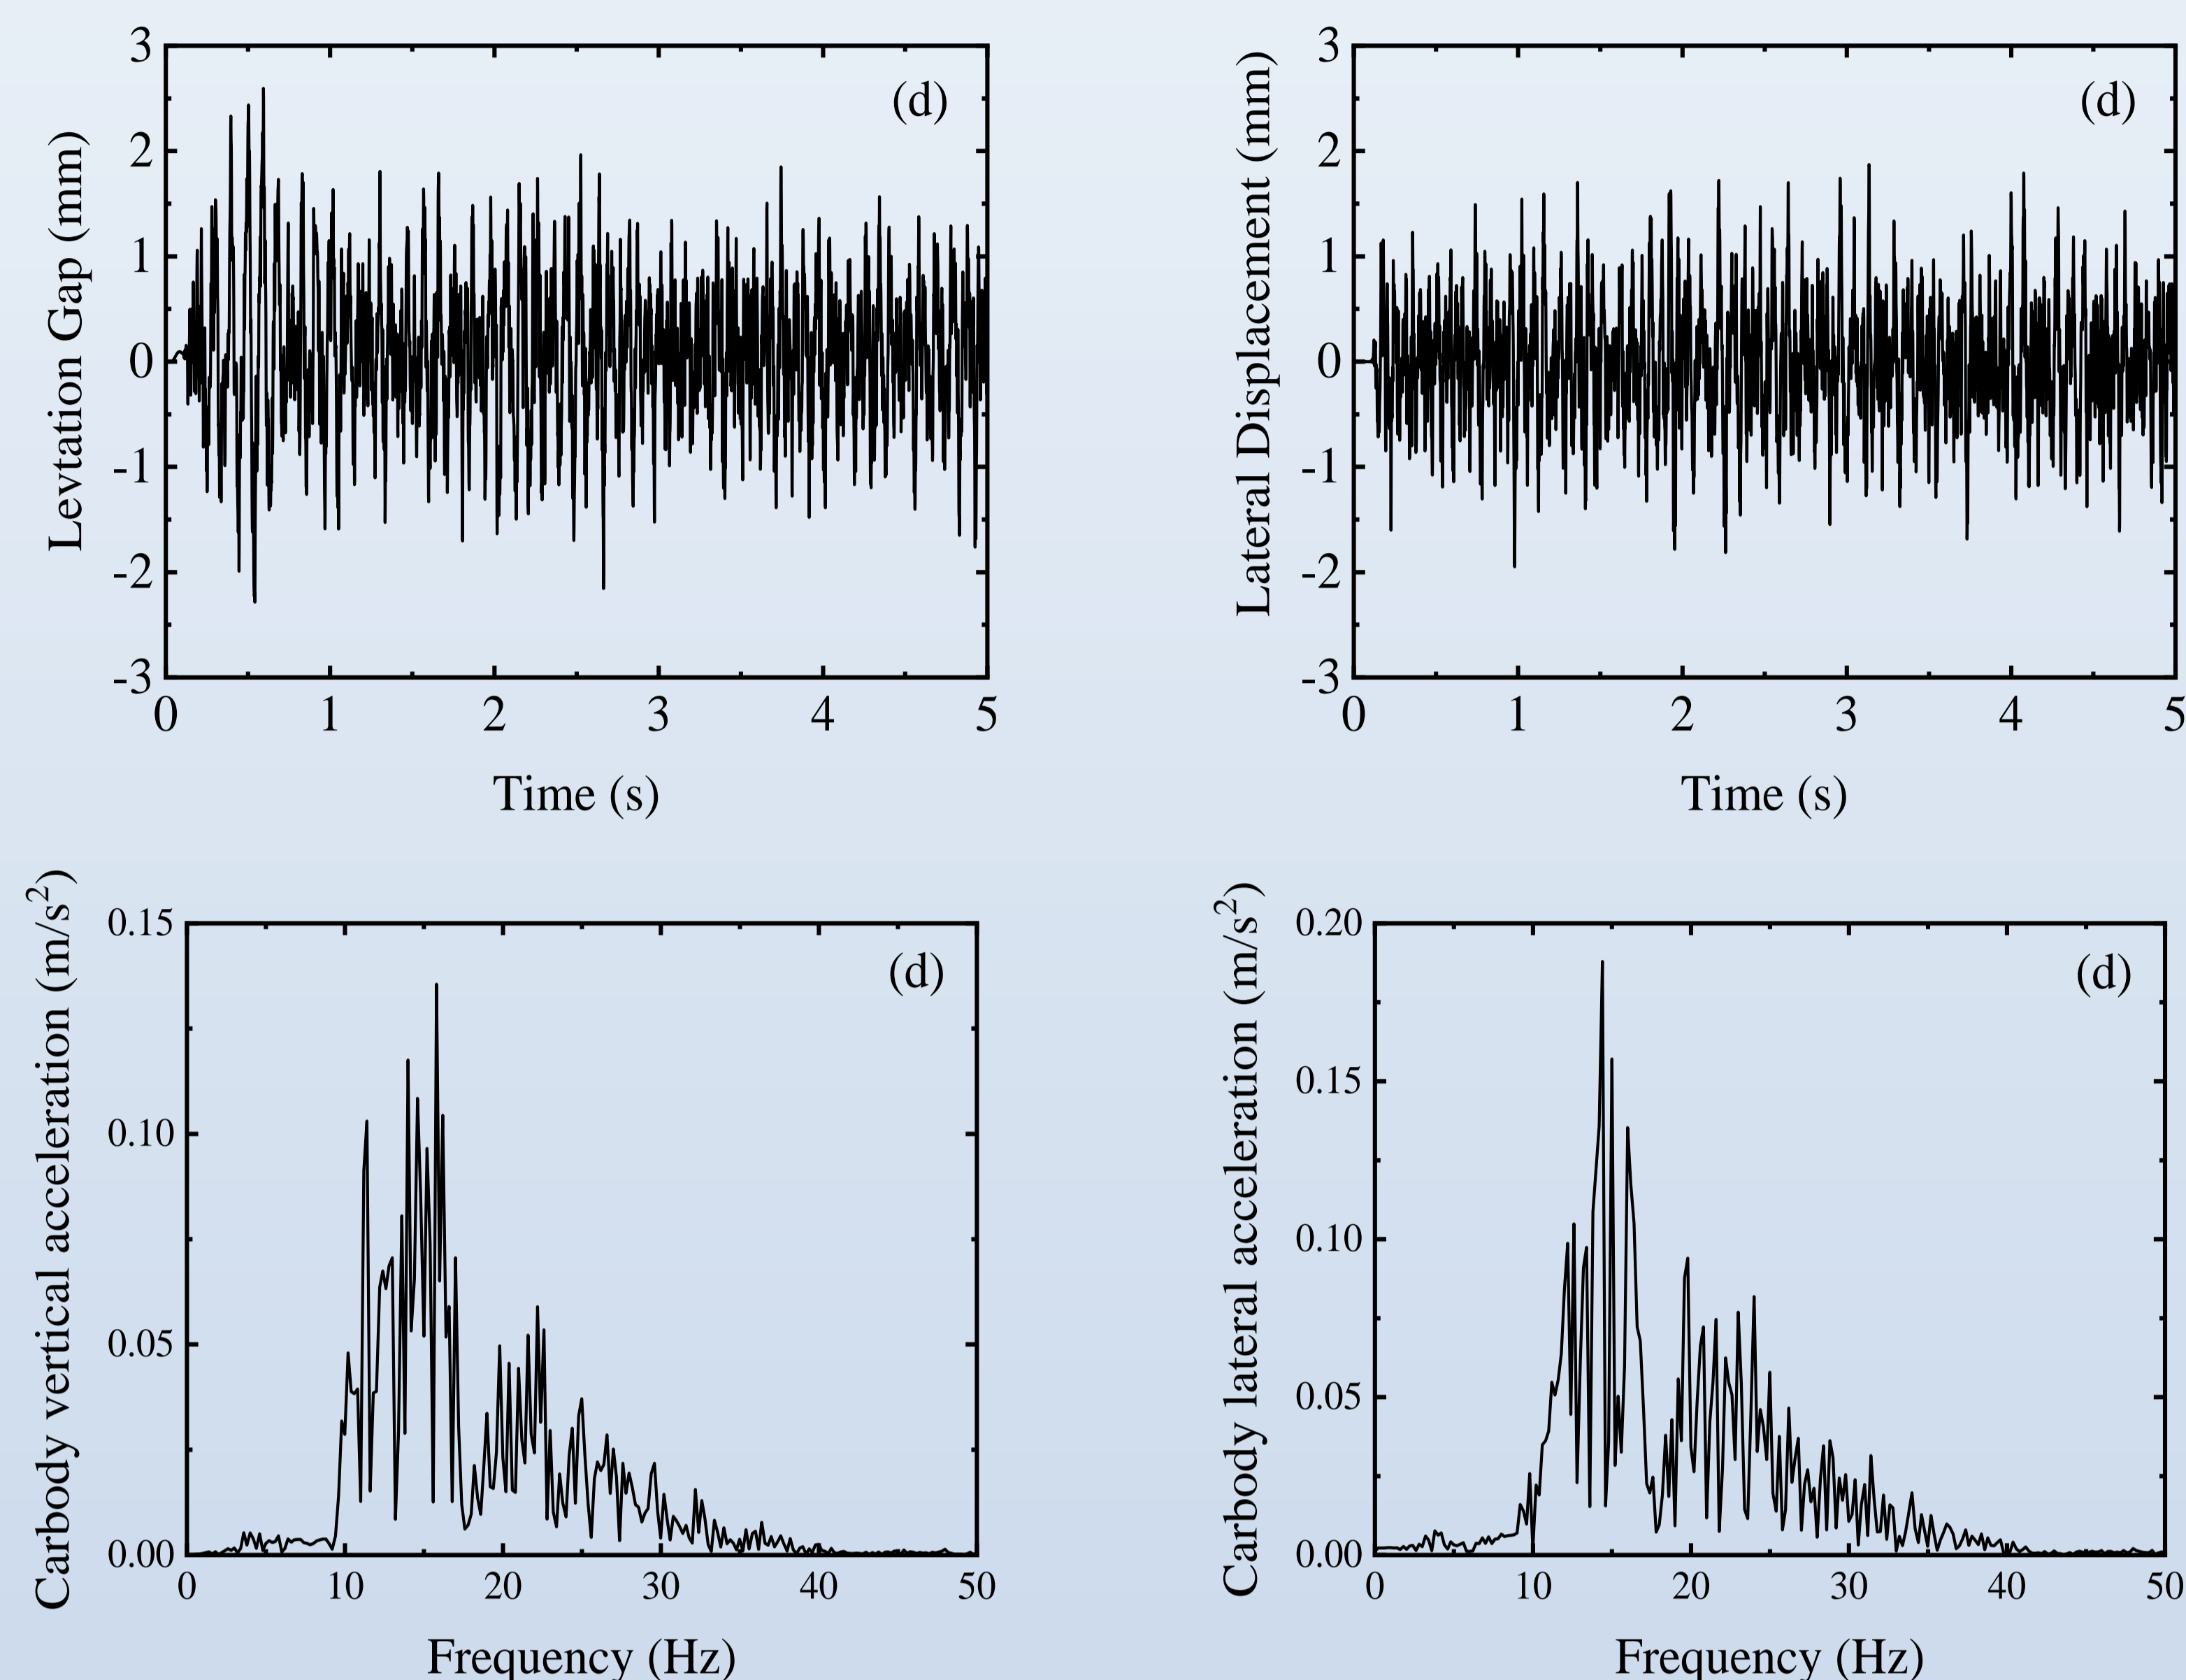 Levtation Gap (mm)
3
2
1
0
-1
-2
-3
(d)
0 1 2 3 4 5
Time (s)
Lateral Displacement (mm)
3
2
1
0
-1
-2
-3
(d)
0 1 2 3 4 5
Time (s)
Carbody vertical acceleration (m/s²)
0.15
0.10
0.05
0.00
(d)
0 10 20 30 40 50
Frequency (Hz)
Carbody lateral acceleration (m/s²)
0.20
0.15
0.10
0.05
0.00
(d)
0 10 20 30 40 50
Frequency (Hz)